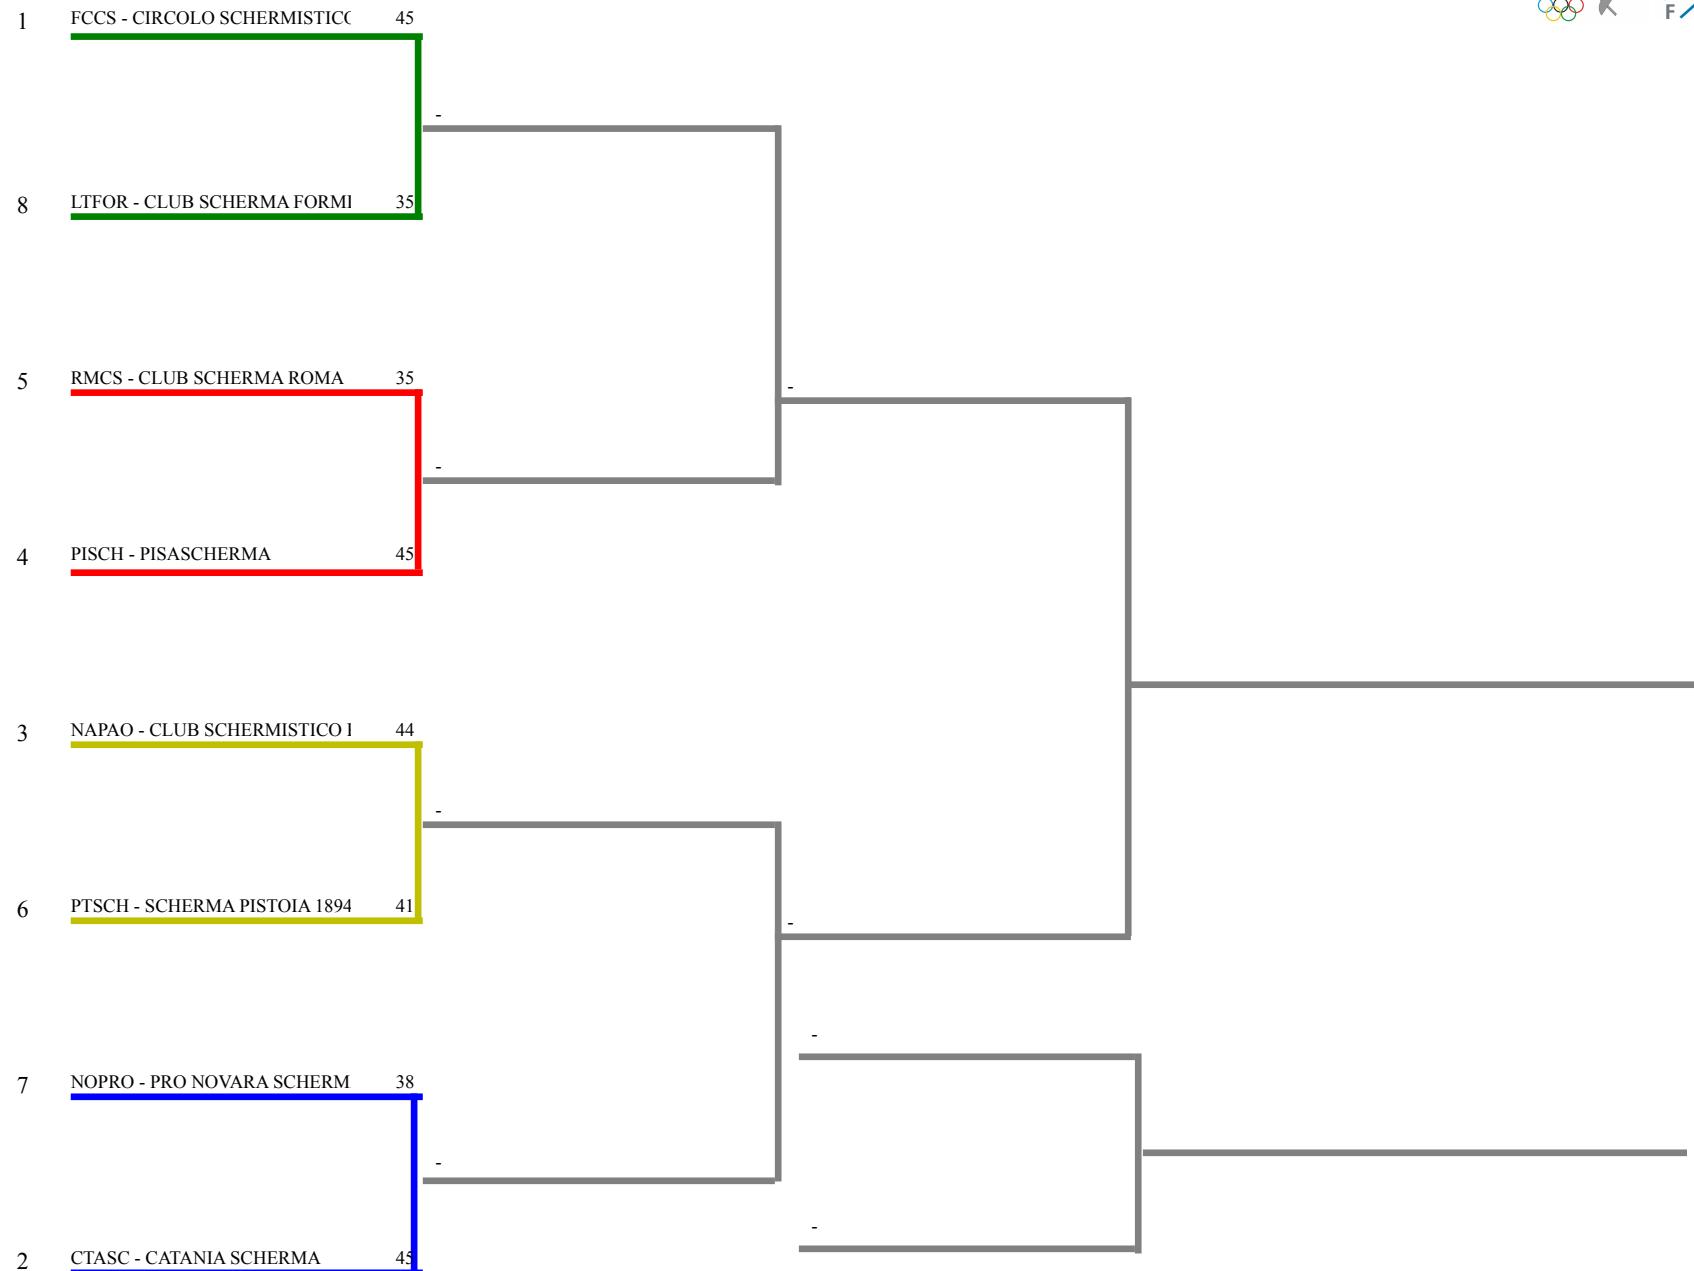 1 FCCS - CIRCOLO SCHERMISTIC 45
F
-
8 LTFOR - CLUB SCHERMA FORMI 35
5 RMCS - CLUB SCHERMA ROMA 35
-
-
4 PISCH - PISASCHERMA 45
3 NAPAO - CLUB SCHERMISTICO 44
-
6 PTSCH - SCHERMA PISTOIA 1894 41
-
-
7 NOPRO - PRO NOVARA SCHERM 38
-
-
2 CTASC - CATANIA SCHERMA 45